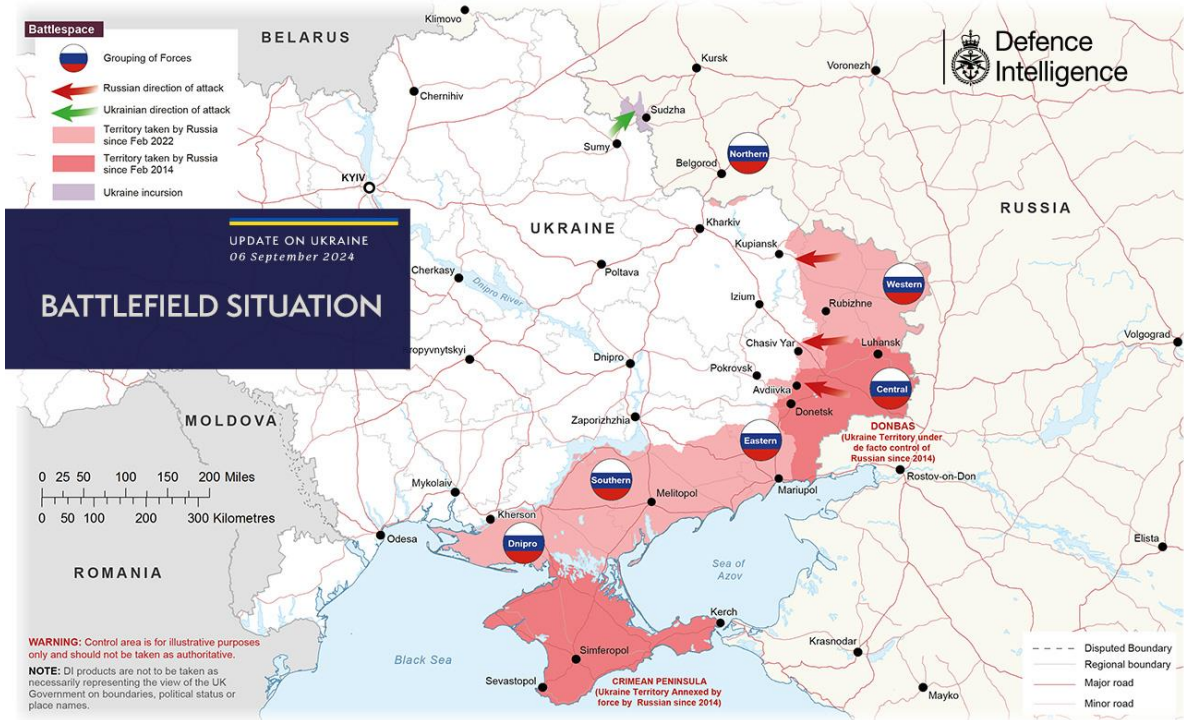 Battlespace
Grouping of Forces
Russian direction of attack
Ukrainian direction of attack
Territory taken by Russia
since Feb 2022
Territory taken by Russia
since Feb 2014
Ukraine incursion
Defence
Intelligence
UPDATE ON UKRAINE
06 September 2024
BATTLEFIELD SITUATION
Klimovo
BELARUS
Chernihiv
Kursk
Voronezh
Sudzha
Sumy
Belgorod
Northern
KYIV
RUSSIA
UKRAINE
Kharkiv
Kupiansk
Cherkasy
Dnipro River
Poltava
Western
Izium
Rubizhne
Volgograd
Chasiv Yar
Luhansk
ropyvnytskyi
Dnipro
Pokrovsk
Avdiivka
Central
Donetsk
MOLDOVA
Zaporizhzhia
DONBAS
(Ukraine Territory under
de facto control of
Russian since 2014)
Eastern
Rostov-on-Don
Southern
Mykolaiv
Melitopol
Mariupol
0 25 50 100 150 200 Miles
0 50 100 200 300 Kilometres
Kherson
Odesa
Dnipro
Elista
ROMANIA
Sea of
Azov
Kerch
Krasnodar
Black Sea
Simferopol
Sevastopol
CRIMEAN PENINSULA
(Ukraine Territory Annexed by
force by Russian since 2014)
Mayko
WARNING: Control area is for illustrative purposes
only and should not be taken as authoritative.
NOTE: DI products are not to be taken as
necessarily representing the view of the UK
Government on boundaries, political status or
place names.
Disputed Boundary
Regional boundary
Major road
Minor road